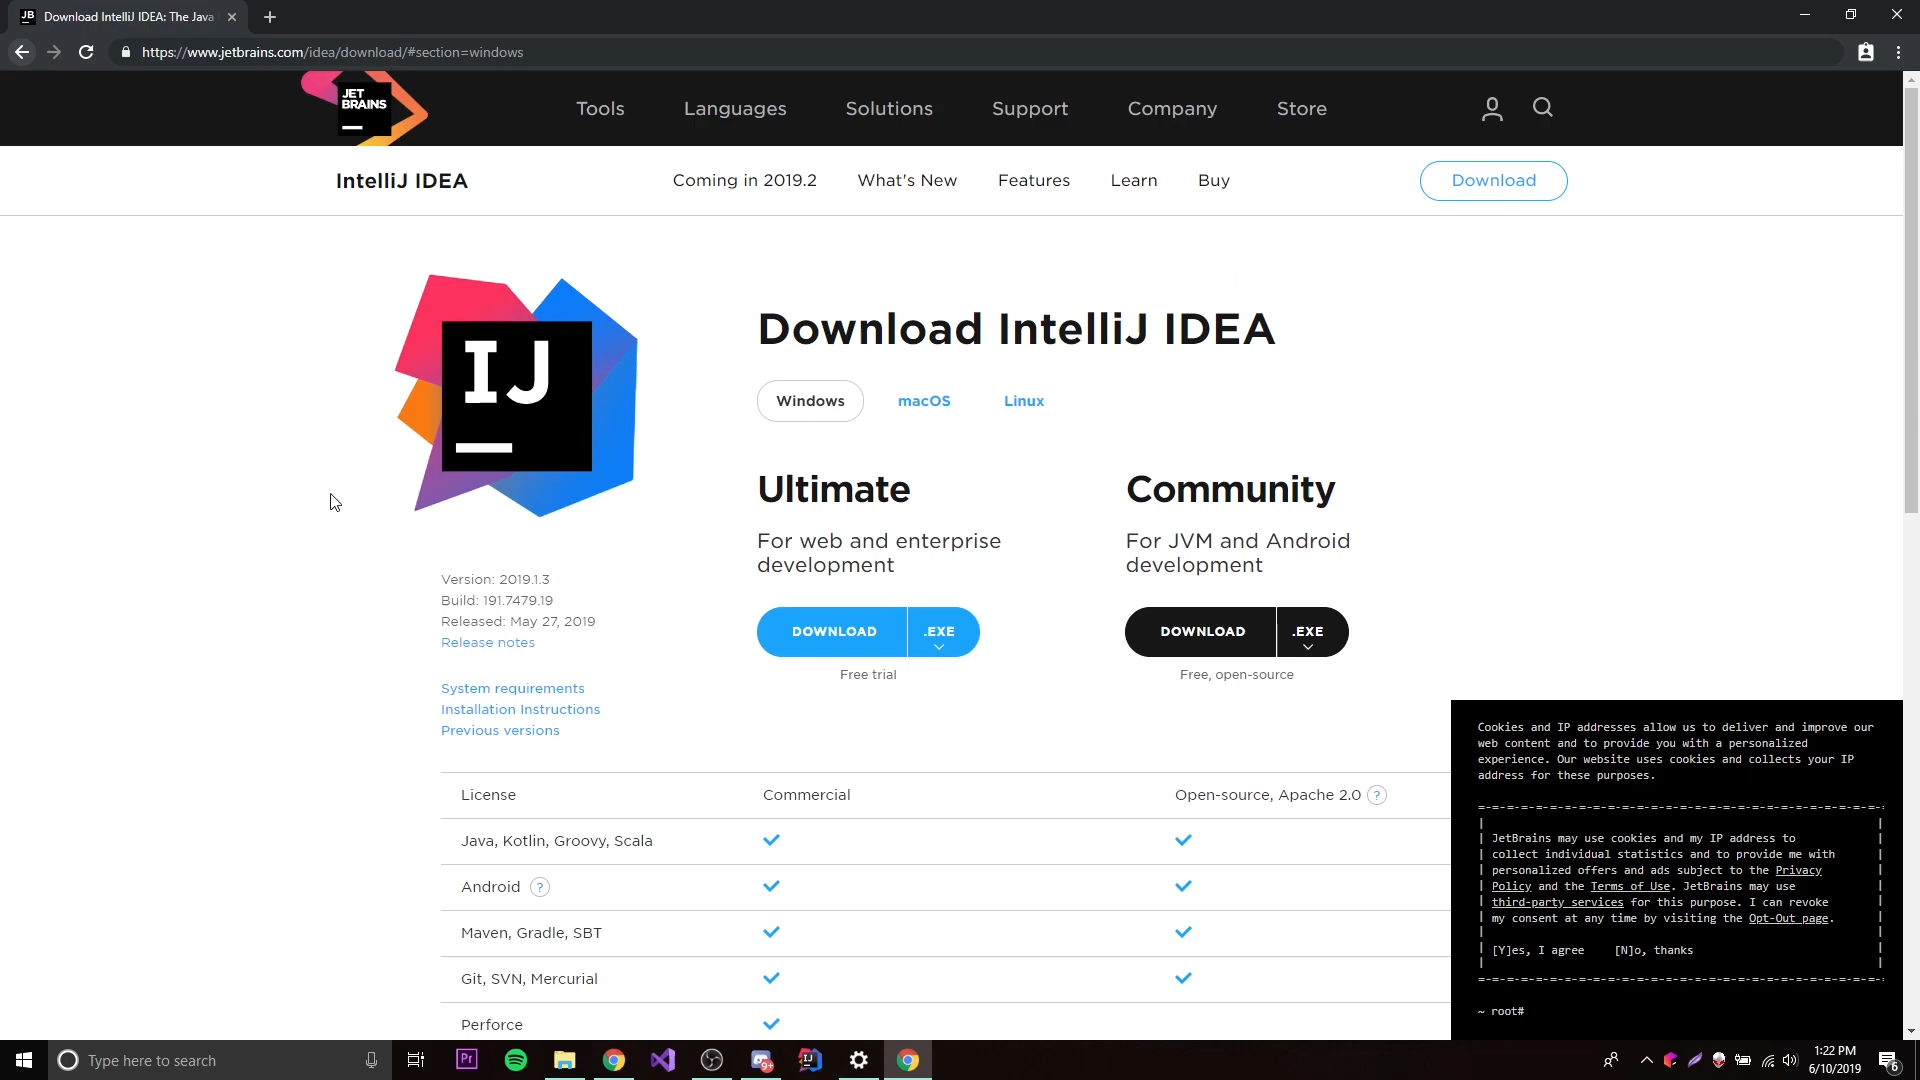 JB Download IntelliJ IDEA: The Java
https://www.jetbrains.com/idea/download/#section=windows
JET
BRAINS
Tools Languages Solutions Support Company Store
IntelliJ IDEA Coming in 2019.2 What's New Features Learn Buy Download
IJ
Download IntelliJ IDEA
Windows macOS Linux
Ultimate Community
For web and enterprise
development
For JVM and Android
development
DOWNLOAD .EXE DOWNLOAD .EXE
Free trial Free, open-source
Version: 2019.1.3
Build: 191.7479.19
Released: May 27, 2019
Release notes
System requirements
Installation Instructions
Previous versions
License Commercial Open-source, Apache 2.0 ?
Java, Kotlin, Groovy, Scala
Android ?
Maven, Gradle, SBT
Git, SVN, Mercurial
Perforce
Cookies and IP addresses allow us to deliver and improve our
web content and to provide you with a personalized
experience. Our website uses cookies and collects your IP
address for these purposes.
JetBrains may use cookies and my IP address to
collect individual statistics and to provide me with
personalized offers and ads subject to the Privacy
Policy and the Terms of Use. JetBrains may use
third-party services for this purpose. I can revoke
my consent at any time by visiting the Opt-Out page.
[Y]es, I agree [N]o, thanks
~ root#
Type here to search Pr 9+ IJ 1:22 PM
6/10/2019 6